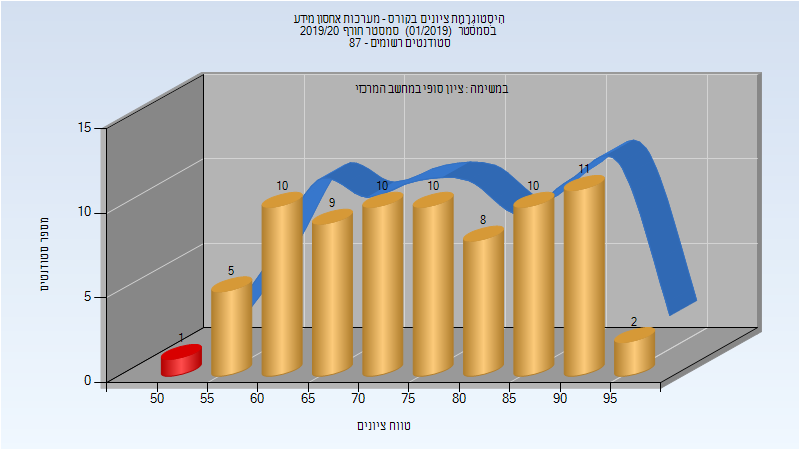 היסטוגרמת ציונים בקורס - מערכות אחסון מידע
בסמסטר (01/2019) סמסטר חורף 2019/20
סטודנטים רשומים - 87
במשימה : ציון סופי במחשב המרכזי
15
10
5
0
מספר סטודנטים
1
5
10
9
10
10
8
10
11
2
50 55 60 65 70 75 80 85 90 95
טווח ציונים